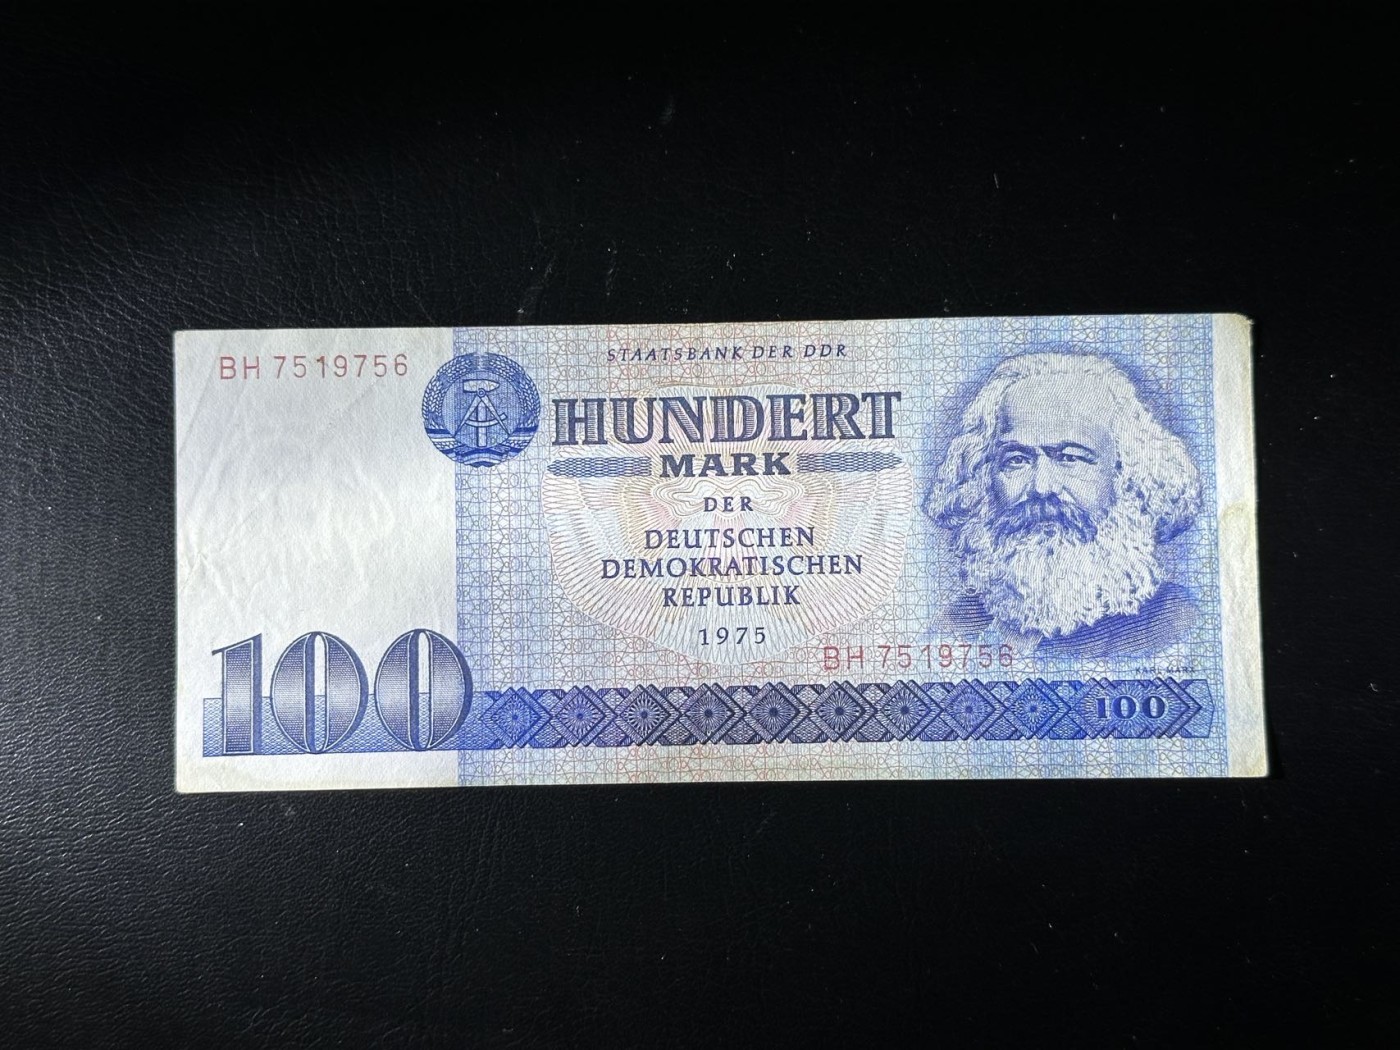 BH 7519756
STAATSBANK DER DDR
HUNDERT
MARK
DER
DEUTSCHEN
DEMOKRATISCHEN
REPUBLIK
1975
BH 7519756
KARL MARX
100
100